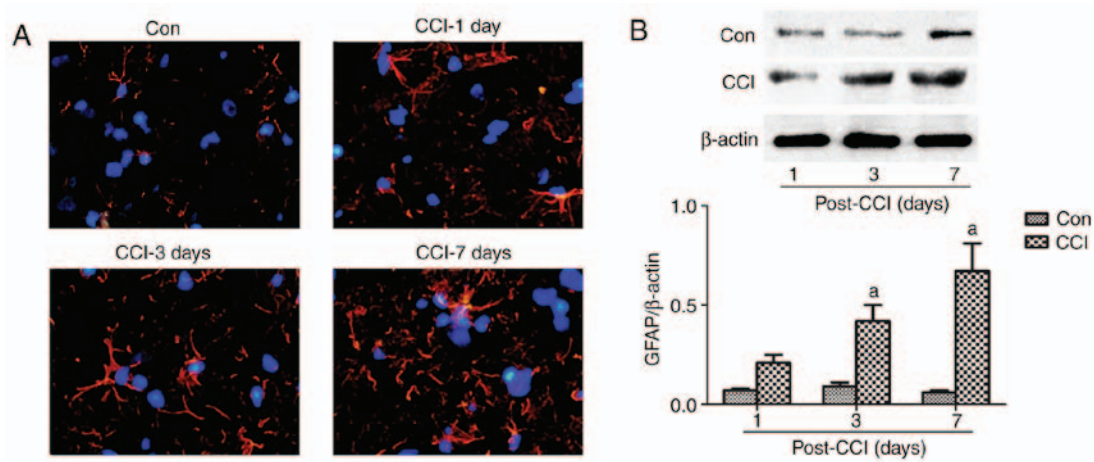 A
Con
CCI-1 day
CCI-3 days
CCI-7 days
B
Con
CCI
β-actin
1 3 7
Post-CCI (days)
1.0
0.5
0.0
GFAP/β-actin
a
a
Con
CCI
1 3 7
Post-CCI (days)